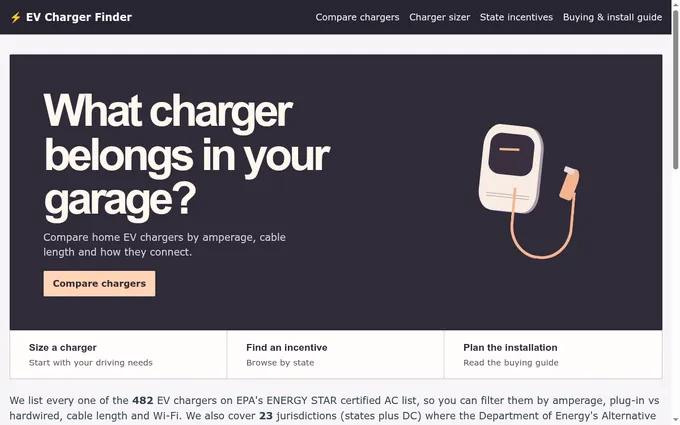 ⚡ EV Charger Finder
Compare chargers Charger sizer State incentives Buying & install guide
What charger
belongs in your
garage?
Compare home EV chargers by amperage, cable
length and how they connect.
Compare chargers
Size a charger
Start with your driving needs
Find an incentive
Browse by state
Plan the installation
Read the buying guide
We list every one of the 482 EV chargers on EPA's ENERGY STAR certified AC list, so you can filter them by amperage, plug-in vs
hardwired, cable length and Wi-Fi. We also cover 23 jurisdictions (states plus DC) where the Department of Energy's Alternative